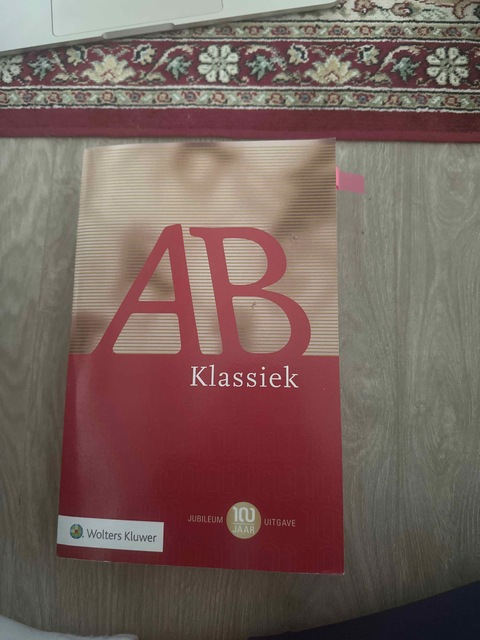 AB
Klassiek
JUBILEUM 100 JAAR UITGAVE
Wolters Kluwer